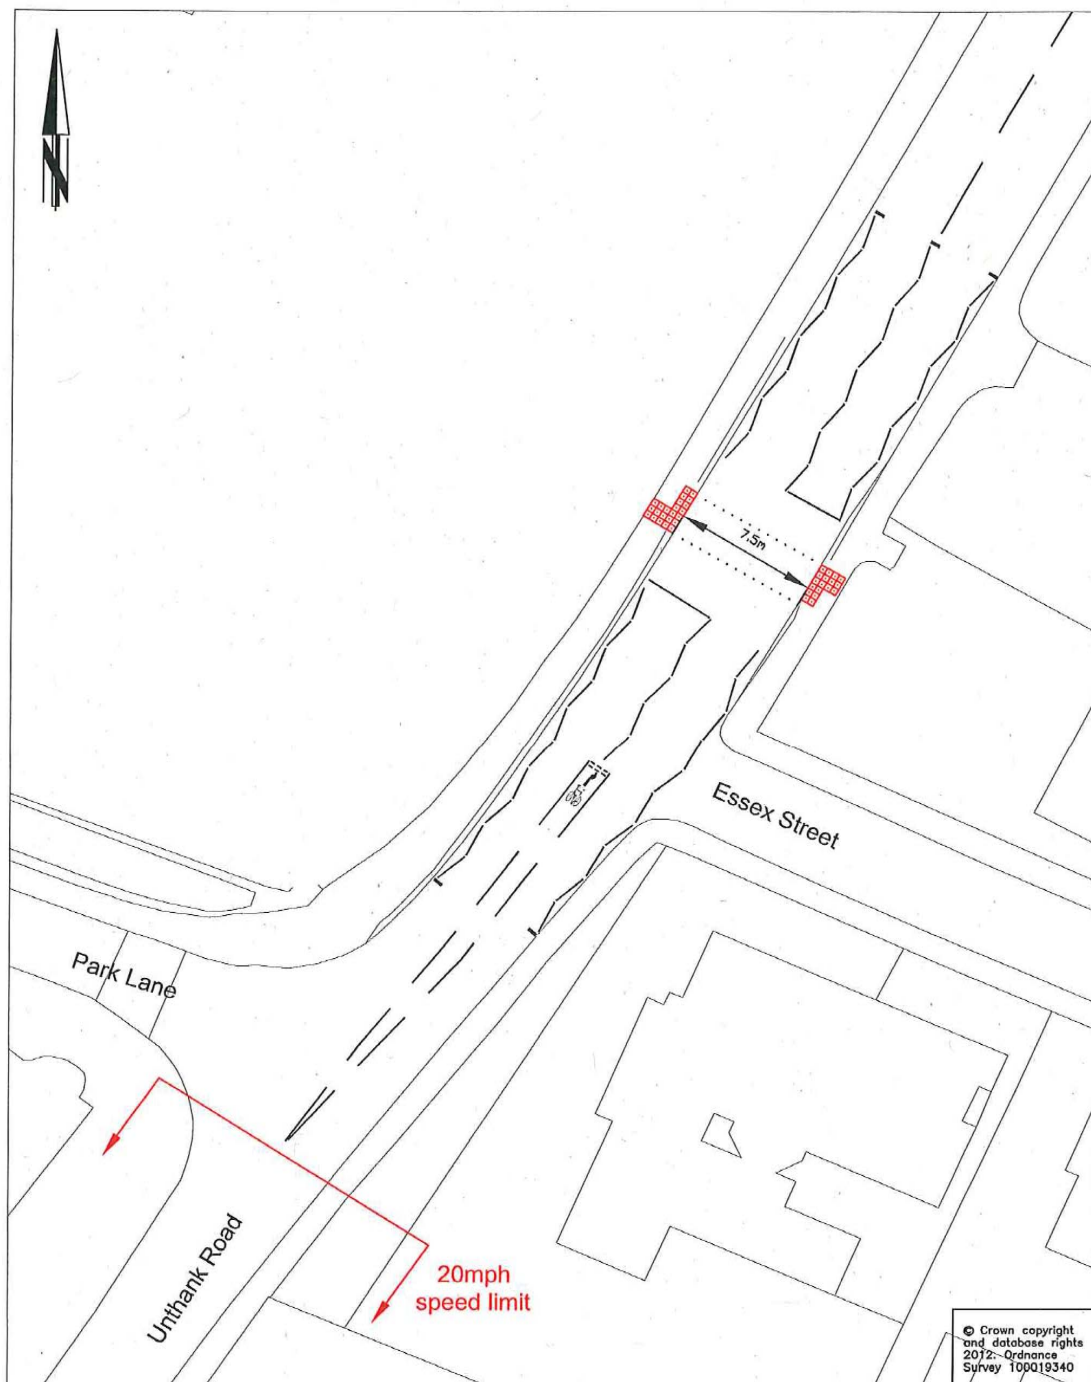 N
7.5m
Essex Street
Park Lane
Unthank Road
20mph
speed limit
© Crown copyright
and database rights
2012. Ordnance
Survey 100019340